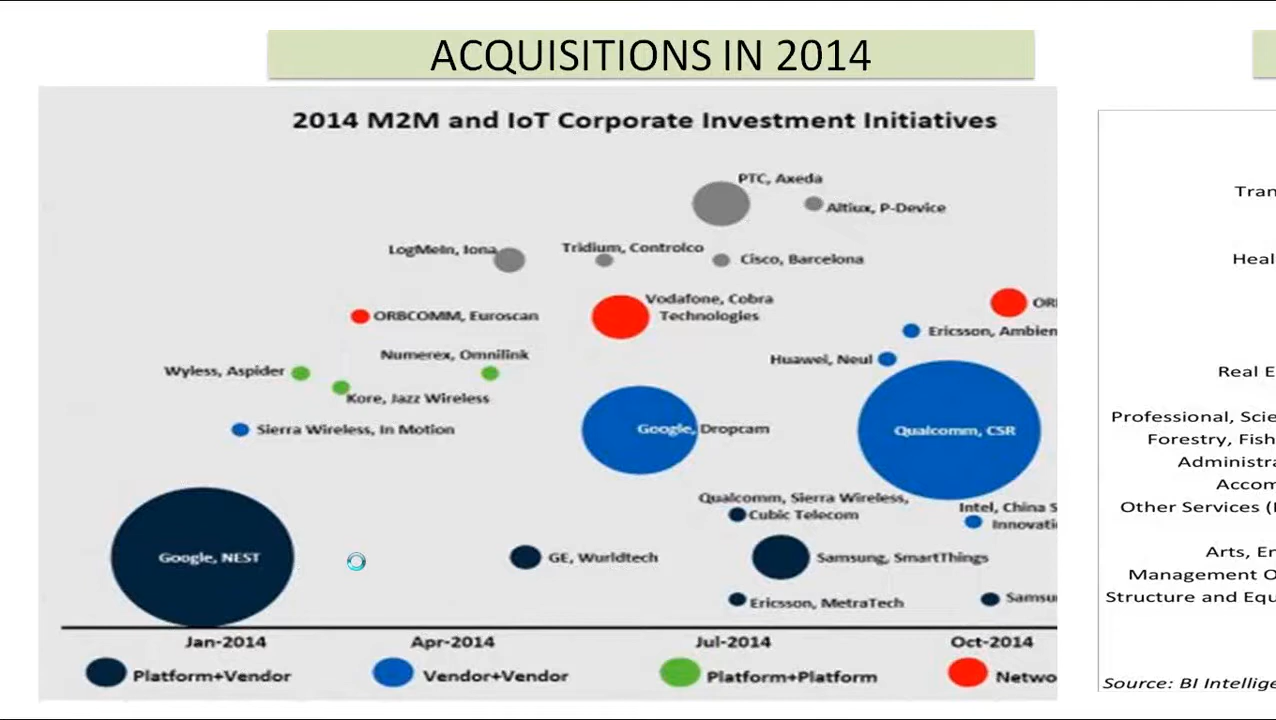 ACQUISITIONS IN 2014
2014 M2M and IoT Corporate Investment Initiatives
PTC, Axeda
Altiux, P-Device
LogMeIn, Iona
Tridium, Controlco
Cisco, Barcelona
Vodafone, Cobra
Technologies
ORBCOMM, Euroscan
Ericsson, Ambien
Numerex, Omnilink
Huawei, Neul
Wyless, Aspider
Kore, Jazz Wireless
Sierra Wireless, In Motion
Google, Dropcam
Qualcomm, CSR
Qualcomm, Sierra Wireless,
Cubic Telecom
Intel, China S
Innovati
Google, NEST
GE, Wurldtech
Samsung, SmartThings
Ericsson, MetraTech
Samsu
Jan-2014
Apr-2014
Jul-2014
Oct-2014
Platform+Vendor
Vendor+Vendor
Platform+Platform
Netwo
Tran
Heal
Real E
Professional, Scie
Forestry, Fish
Administra
Accom
Other Services (
Arts, En
Management O
Structure and Equ
Source: BI Intellige